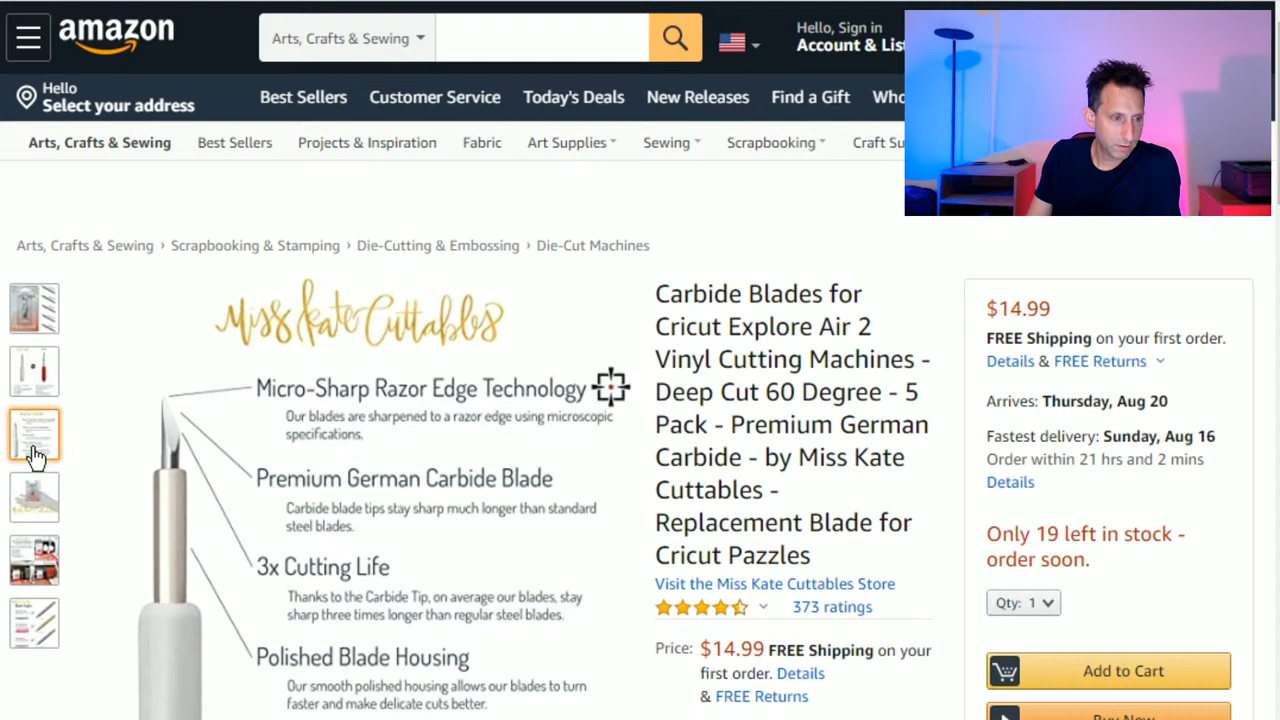 amazon
Arts, Crafts & Sewing
Hello, Sign in
Account & Lis
Hello
Select your address
Best Sellers
Customer Service
Today's Deals
New Releases
Find a Gift
Who
Arts, Crafts & Sewing
Best Sellers
Projects & Inspiration
Fabric
Art Supplies
Sewing
Scrapbooking
Craft Su
Arts, Crafts & Sewing › Scrapbooking & Stamping › Die-Cutting & Embossing › Die-Cut Machines
Miss Kate Cuttables
Micro-Sharp Razor Edge Technology
Our blades are sharpened to a razor edge using microscopic
specifications.
Premium German Carbide Blade
Carbide blade tips stay sharp much longer than standard
steel blades.
3x Cutting Life
Thanks to the Carbide Tip, on average our blades, stay
sharp three times longer than regular steel blades.
Polished Blade Housing
Our smooth polished housing allows our blades to turn
faster and make delicate cuts better.
Carbide Blades for
Cricut Explore Air 2
Vinyl Cutting Machines -
Deep Cut 60 Degree - 5
Pack - Premium German
Carbide - by Miss Kate
Cuttables -
Replacement Blade for
Cricut Pazzles
Visit the Miss Kate Cuttables Store
373 ratings
Price: $14.99 FREE Shipping on your
first order. Details
& FREE Returns
$14.99
FREE Shipping on your first order.
Details & FREE Returns
Arrives: Thursday, Aug 20
Fastest delivery: Sunday, Aug 16
Order within 21 hrs and 2 mins
Details
Only 19 left in stock -
order soon.
Qty: 1
Add to Cart
Buy Now